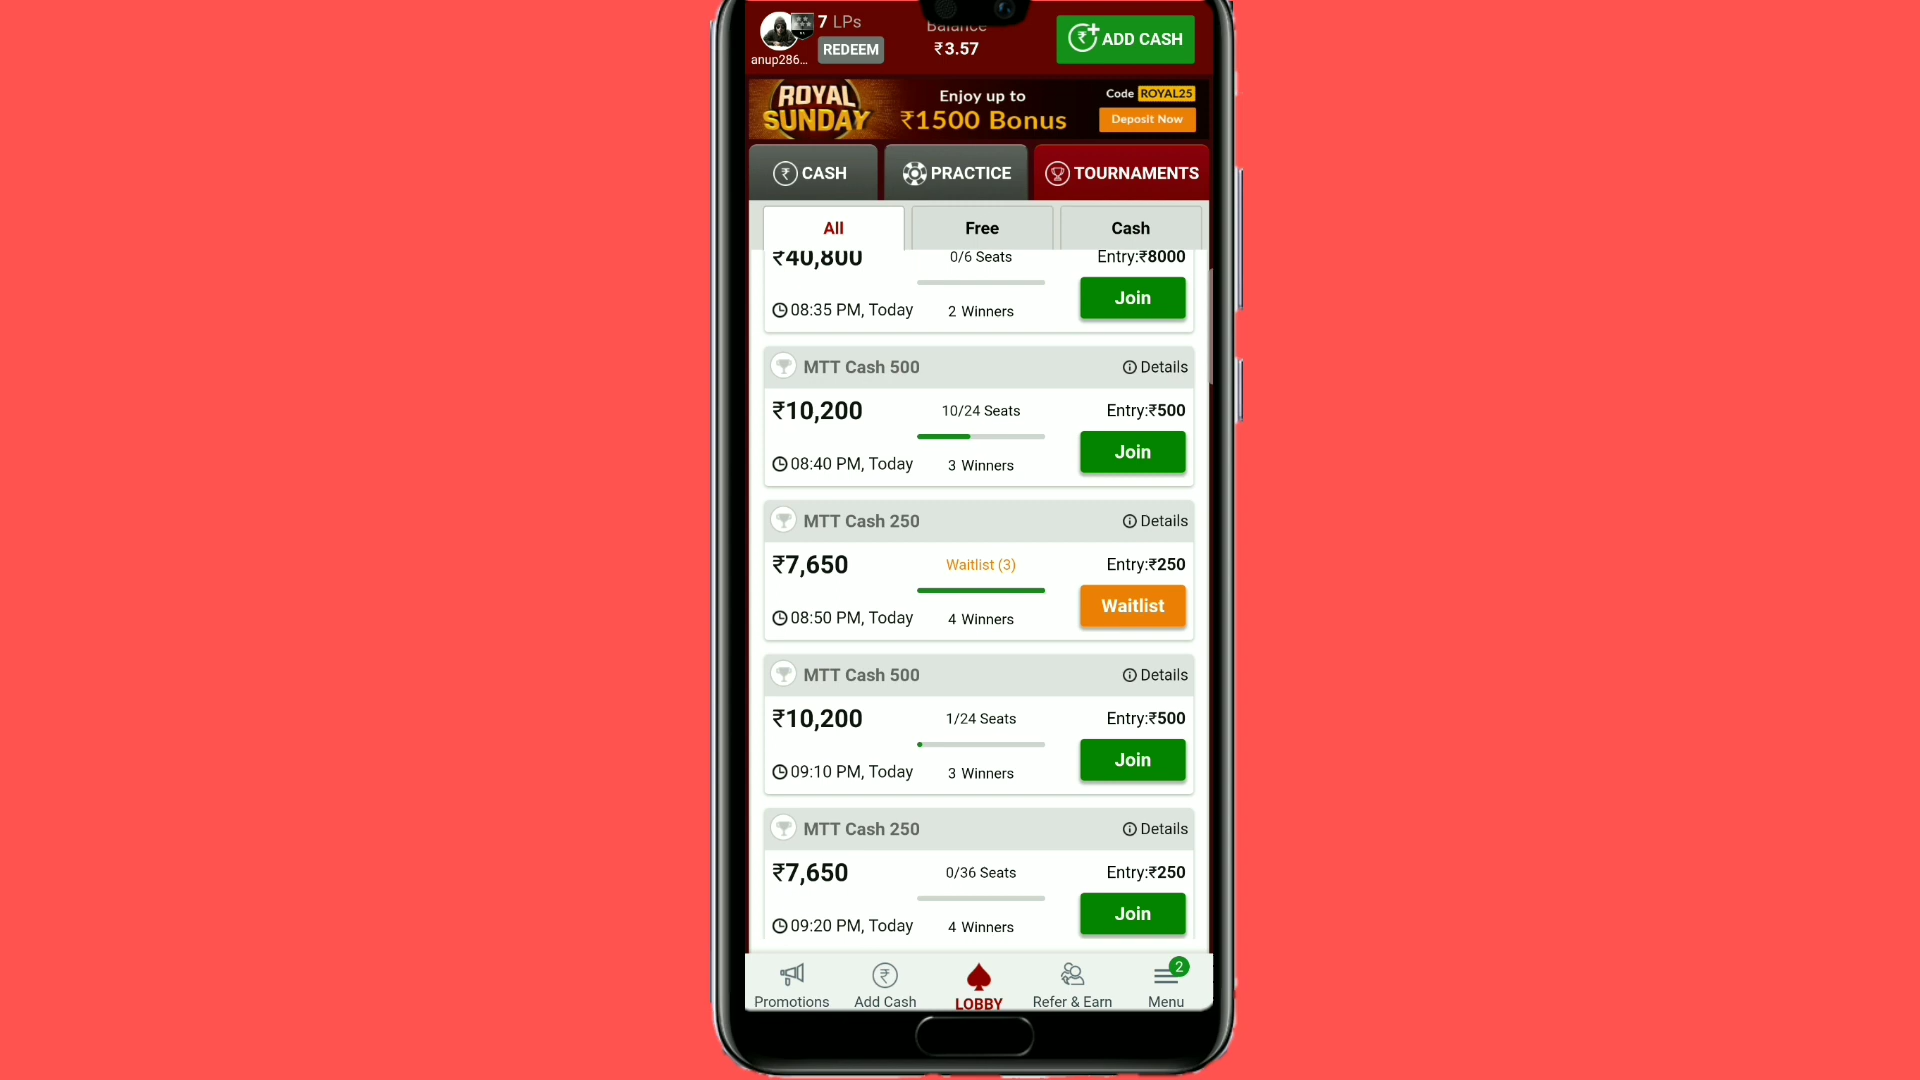 7 LPs
REDEEM
anup286...
Balance
₹3.57
ADD CASH
ROYAL
SUNDAY
Enjoy up to
₹1500 Bonus
Code ROYAL25
Deposit Now
CASH
PRACTICE
TOURNAMENTS
All
Free
Cash
₹40,800
0/6 Seats
Entry:₹8000
Join
08:35 PM, Today
2 Winners
MTT Cash 500
Details
₹10,200
10/24 Seats
Entry:₹500
Join
08:40 PM, Today
3 Winners
MTT Cash 250
Details
₹7,650
Waitlist (3)
Entry:₹250
Waitlist
08:50 PM, Today
4 Winners
MTT Cash 500
Details
₹10,200
1/24 Seats
Entry:₹500
Join
09:10 PM, Today
3 Winners
MTT Cash 250
Details
₹7,650
0/36 Seats
Entry:₹250
Join
09:20 PM, Today
4 Winners
Promotions
Add Cash
LOBBY
Refer & Earn
2
Menu